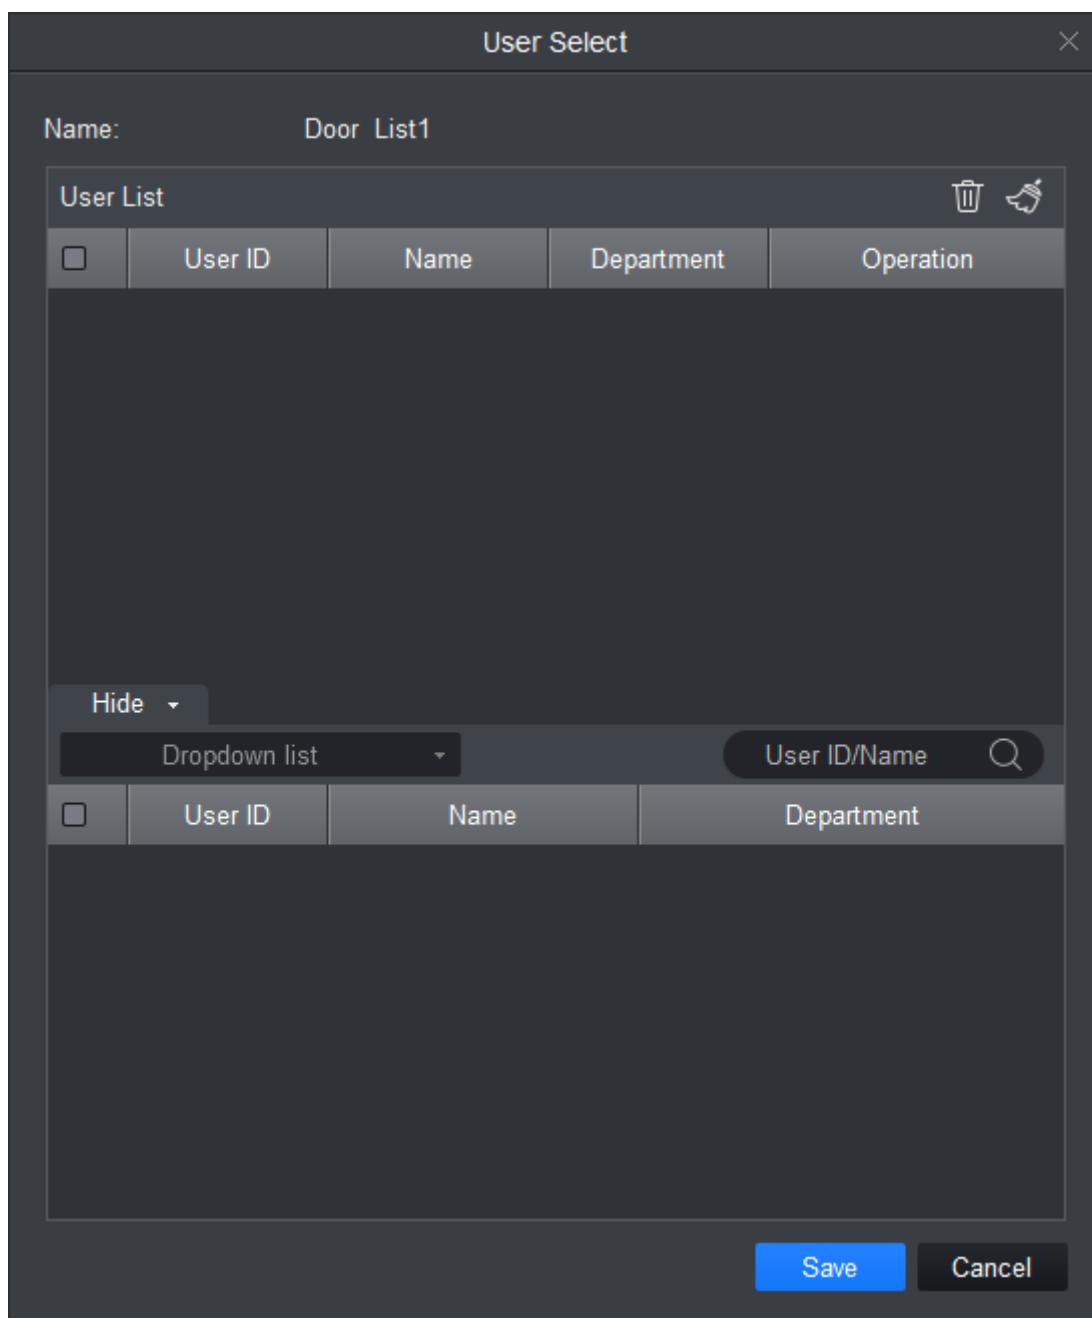 User Select
Name: Door List1
User List
User ID Name Department Operation
Hide
Dropdown list User ID/Name
User ID Name Department
Save Cancel